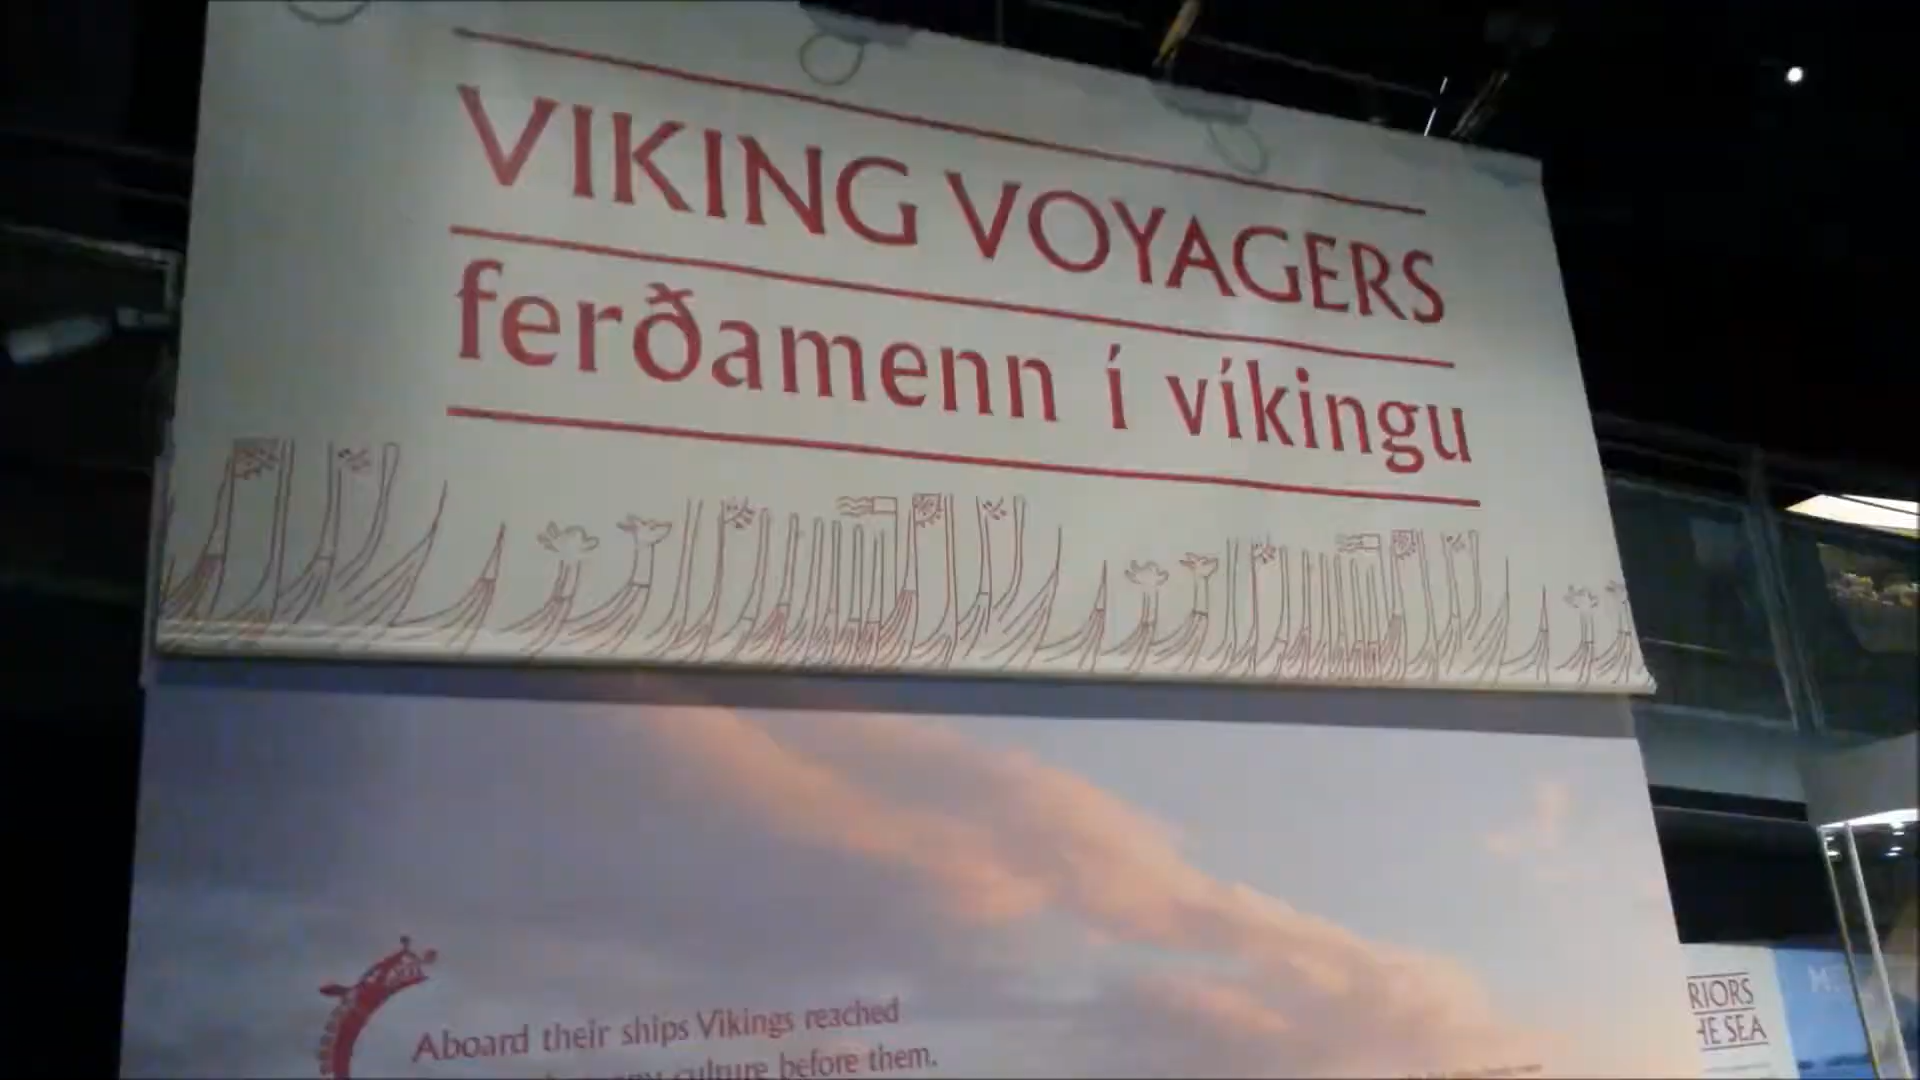 VIKING VOYAGERS
ferðamenn í víkingu
Aboard their ships Vikings reached
culture before them.
RIORS
HE SEA